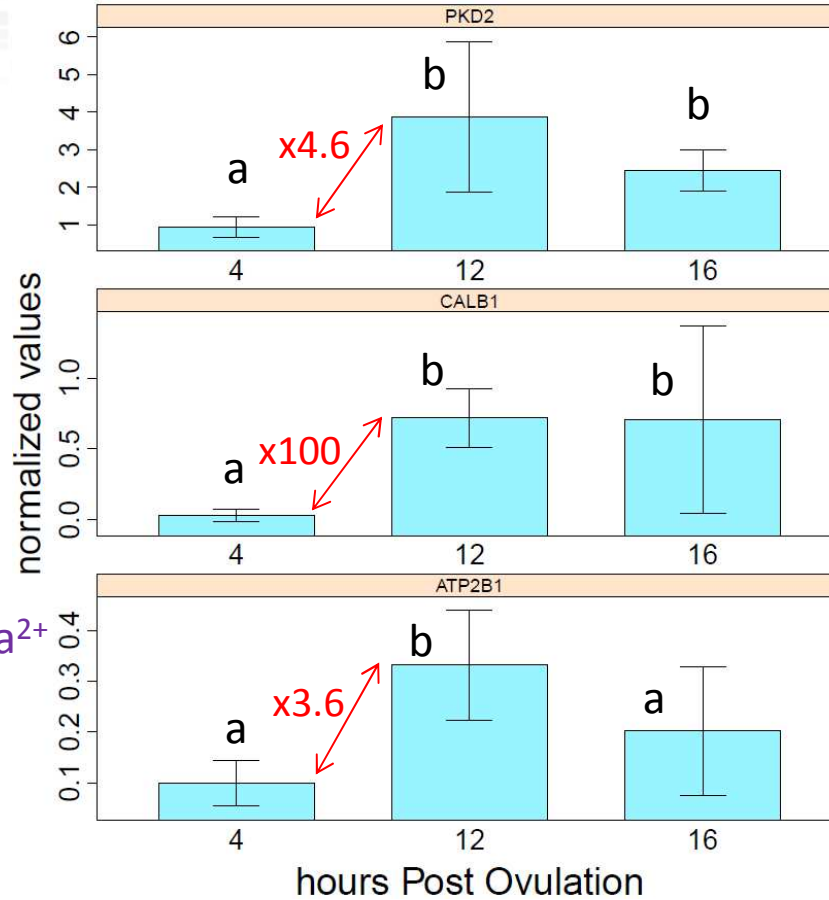 PKD2
6
5
4
3
2
1
a
x4.6
b
b
4 12 16
CALB1
1.0
0.5
0.0
a
x100
b
b
4 12 16
ATP2B1
a²⁺
0.4
0.3
0.2
0.1
a
x3.6
b
a
4 12 16
normalized values
hours Post Ovulation